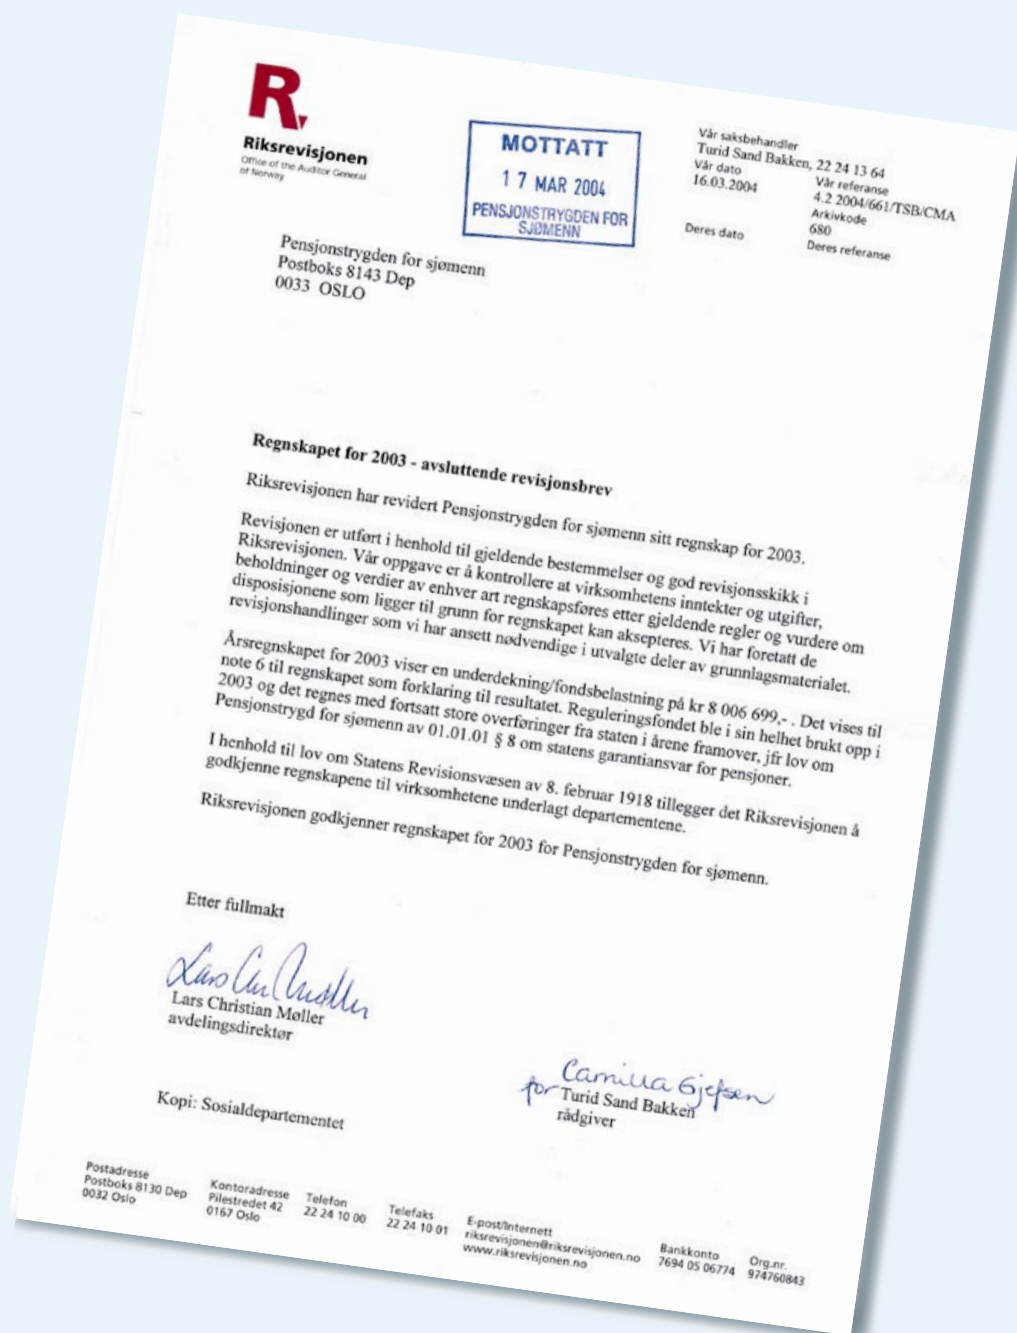 R
Riksrevisjonen
Office of the Auditor General
of Norway
MOTTATT
17 MAR 2004
PENSJONSTRYGDEN FOR
SJØMENN
Vår saksbehandler
Turid Sand Bakken, 22 24 13 64
Vår dato
16.03.2004
Vår referanse
4.2 2004/661/TSB/CMA
Arkivkode
680
Deres dato
Deres referanse
Pensjonstrygden for sjømenn
Postboks 8143 Dep
0033 OSLO
Regnskapet for 2003 - avsluttende revisjonsbrev
Riksrevisjonen har revidert Pensjonstrygden for sjømenn sitt regnskap for 2003.
Revisjonen er utført i henhold til gjeldende bestemmelser og god revisjonsskikk i
Riksrevisjonen. Vår oppgave er å kontrollere at virksomhetens inntekter og utgifter,
beholdninger og verdier av enhver art regnskapsføres etter gjeldende regler og vurdere om
disposisjonene som ligger til grunn for regnskapet kan aksepteres. Vi har foretatt de
revisjonshandlinger som vi har ansett nødvendige i utvalgte deler av grunnlagsmaterialet.
Årsregnskapet for 2003 viser en underdekning/fondsbelastning på kr 8 006 699,- . Det vises til
note 6 til regnskapet som forklaring til resultatet. Reguleringsfondet ble i sin helhet brukt opp i
2003 og det regnes med fortsatt store overføringer fra staten i årene framover, jfr lov om
Pensjonstrygd for sjømenn av 01.01.01 § 8 om statens garantiansvar for pensjoner.
I henhold til lov om Statens Revisionsvæsen av 8. februar 1918 tillegger det Riksrevisjonen å
godkjenne regnskapene til virksomhetene underlagt departementene.
Riksrevisjonen godkjenner regnskapet for 2003 for Pensjonstrygden for sjømenn.
Etter fullmakt
Lars Chr Møller
Lars Christian Møller
avdelingsdirektør
Camilla Gjefsen
for Turid Sand Bakken
rådgiver
Kopi: Sosialdepartementet
Postadresse
Postboks 8130 Dep
0032 Oslo
Kontoradresse
Pilestredet 42
0167 Oslo
Telefon
22 24 10 00
Telefaks
22 24 10 01
E-post/Internett
riksrevisjonen@riksrevisjonen.no
www.riksrevisjonen.no
Bankkonto
7694 05 06774
Org.nr.
974760843